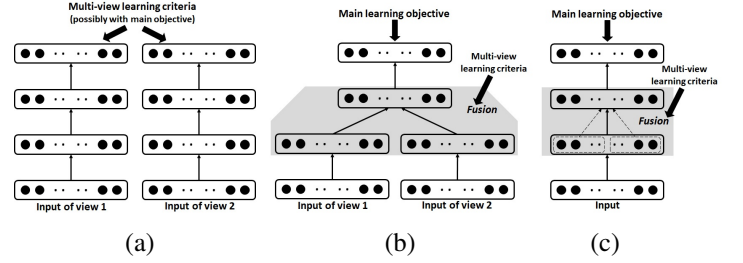 Multi-view learning criteria
(possibly with main objective)
Input of view 1
Input of view 2
(a)
Main learning objective
Multi-view
learning criteria
Fusion
Input of view 1
Input of view 2
(b)
Main learning objective
Multi-view
learning criteria
Fusion
Input
(c)